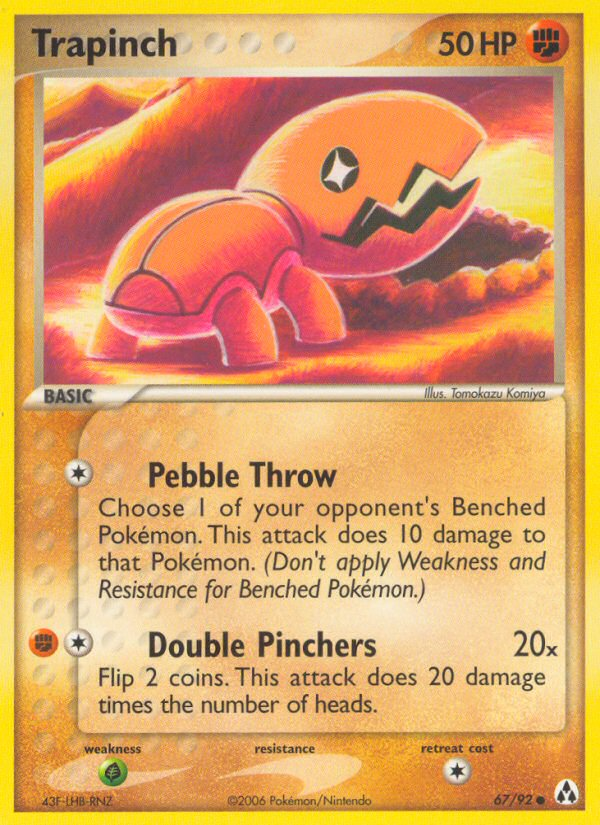 Trapinch
50 HP
BASIC
Illus. Tomokazu Komiya
Pebble Throw
Choose 1 of your opponent's Benched
Pokémon. This attack does 10 damage to
that Pokémon. (Don't apply Weakness and
Resistance for Benched Pokémon.)
Double Pinchers 20x
Flip 2 coins. This attack does 20 damage
times the number of heads.
weakness resistance retreat cost
43F-LHB-RNZ ©2006 Pokémon/Nintendo 67/92